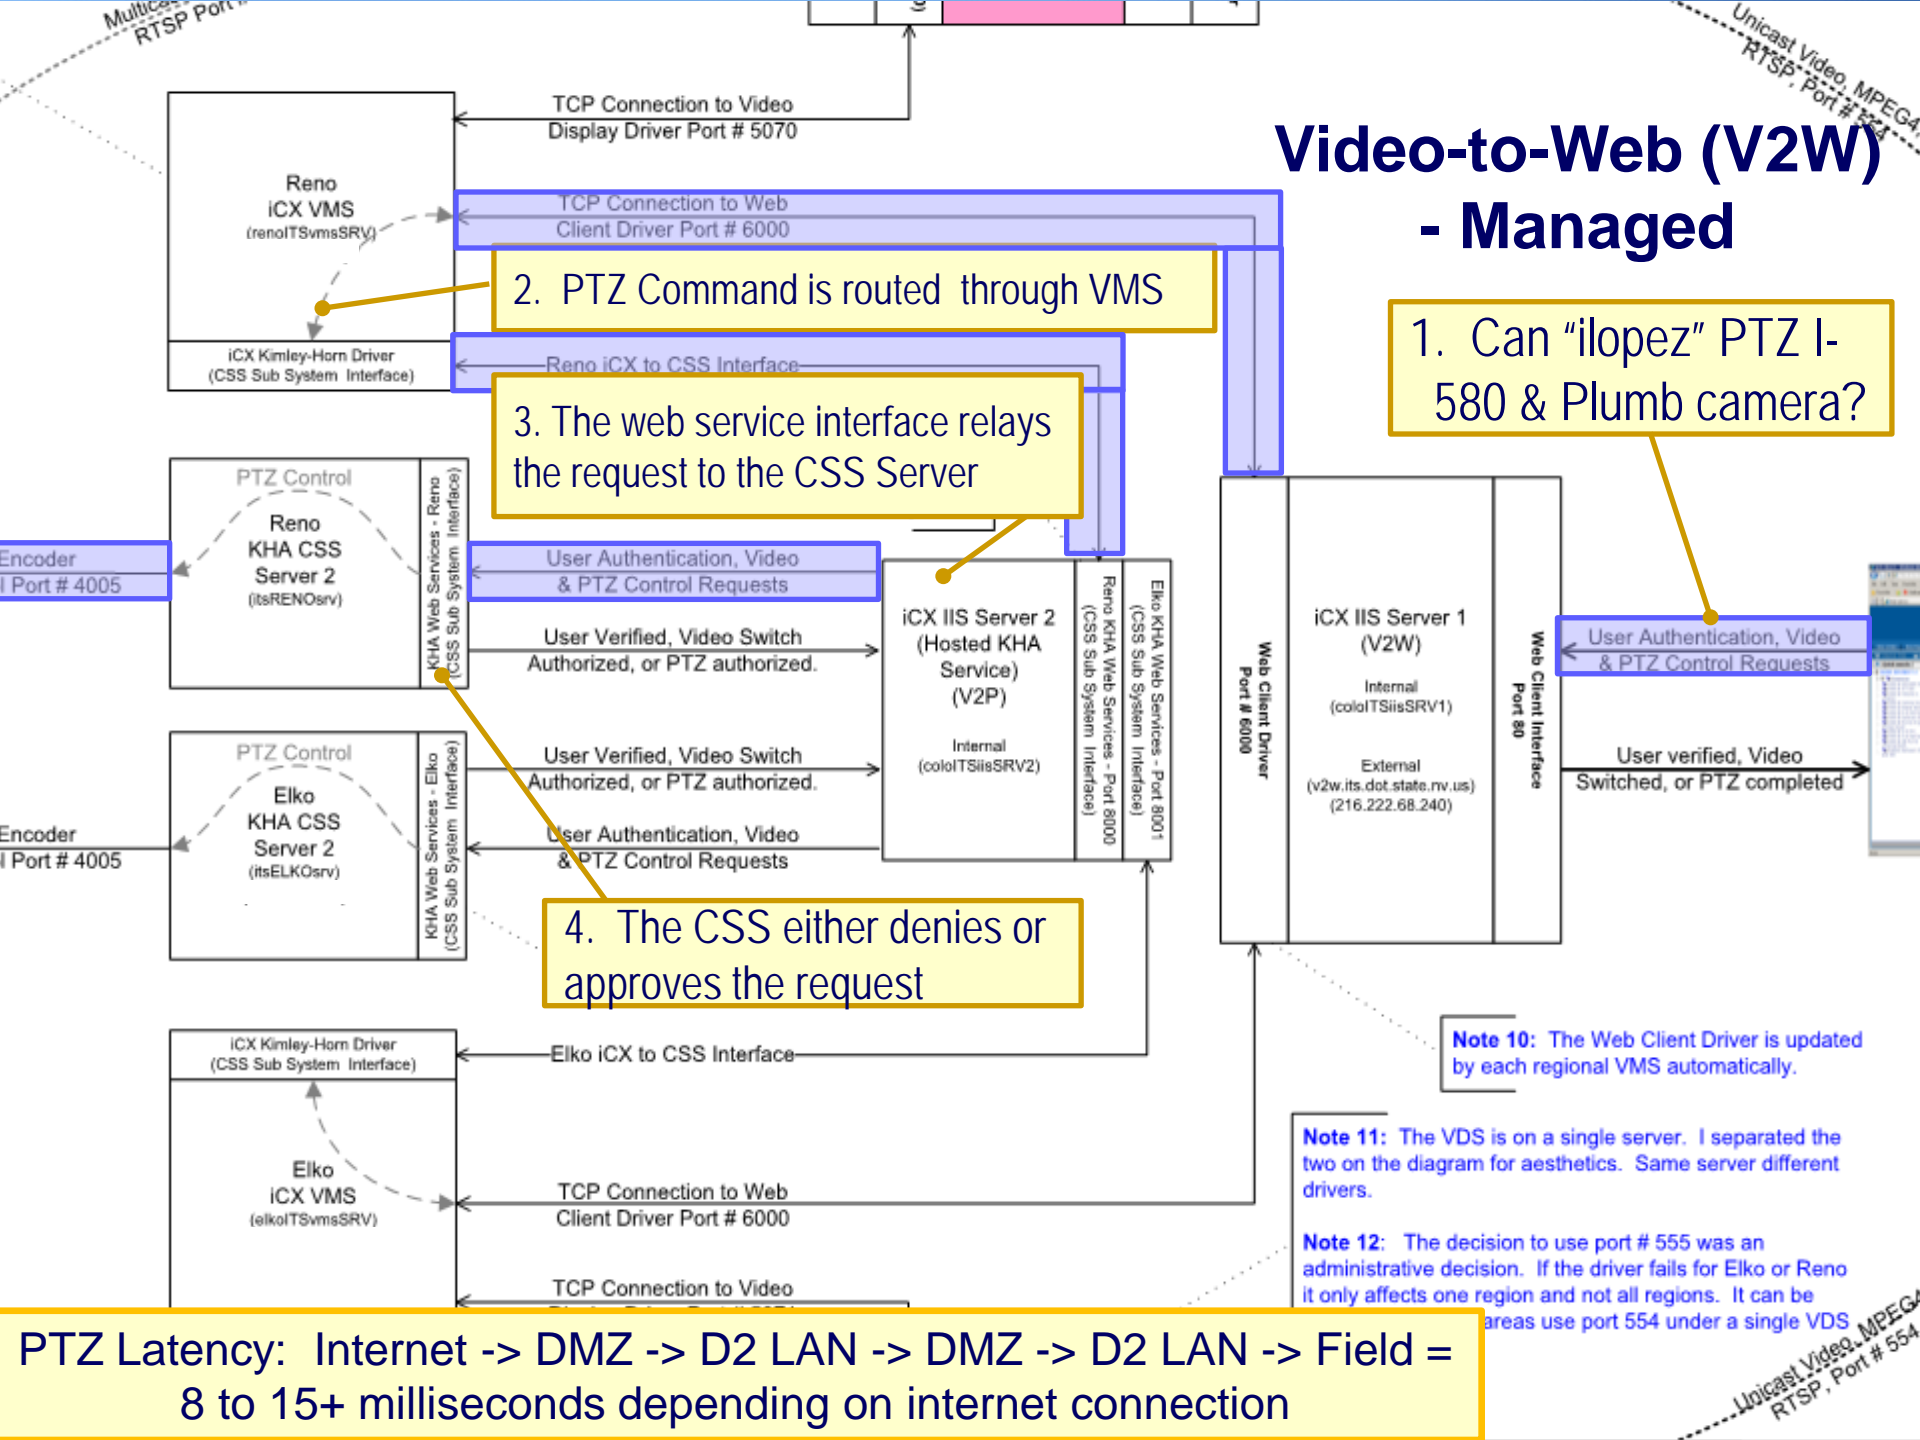 Multicas
RTSP Port
Unicast Video, MPEG4,
RTSP, Port # 554
Video-to-Web (V2W)
- Managed
TCP Connection to Video
Display Driver Port # 5070
Reno
iCX VMS
(renoITSvmsSRV)
TCP Connection to Web
Client Driver Port # 6000
2. PTZ Command is routed through VMS
1. Can “ilopez” PTZ I-
580 & Plumb camera?
iCX Kimley-Horn Driver
(CSS Sub System Interface)
Reno iCX to CSS Interface
3. The web service interface relays
the request to the CSS Server
PTZ Control
Reno
KHA CSS
Server 2
(itsRENOsrv)
KHA Web Services - Reno
(CSS Sub System Interface)
Encoder
l Port # 4005
User Authentication, Video
& PTZ Control Requests
User Verified, Video Switch
Authorized, or PTZ authorized.
iCX IIS Server 2
(Hosted KHA
Service)
(V2P)
Internal
(coloITSiisSRV2)
Reno KHA Web Services - Port 8000
(CSS Sub System Interface)
Elko KHA Web Services - Port 8001
(CSS Sub System Interface)
Web Client Driver
Port # 6000
iCX IIS Server 1
(V2W)
Internal
(coloITSiisSRV1)
External
(v2w.its.dot.state.nv.us)
(216.222.68.240)
Web Client Interface
Port 80
User Authentication, Video
& PTZ Control Requests
User verified, Video
Switched, or PTZ completed
PTZ Control
Elko
KHA CSS
Server 2
(itsELKOsrv)
KHA Web Services - Elko
(CSS Sub System Interface)
Encoder
l Port # 4005
User Verified, Video Switch
Authorized, or PTZ authorized.
User Authentication, Video
& PTZ Control Requests
4. The CSS either denies or
approves the request
iCX Kimley-Horn Driver
(CSS Sub System Interface)
Elko iCX to CSS Interface
Elko
iCX VMS
(elkoITSvmsSRV)
TCP Connection to Web
Client Driver Port # 6000
TCP Connection to Video
Note 10: The Web Client Driver is updated
by each regional VMS automatically.
Note 11: The VDS is on a single server. I separated the
two on the diagram for aesthetics. Same server different
drivers.
Note 12: The decision to use port # 555 was an
administrative decision. If the driver fails for Elko or Reno
it only affects one region and not all regions. It can be
areas use port 554 under a single VDS
Unicast Video, MPEG4
RTSP, Port # 554
PTZ Latency: Internet -> DMZ -> D2 LAN -> DMZ -> D2 LAN -> Field =
8 to 15+ milliseconds depending on internet connection